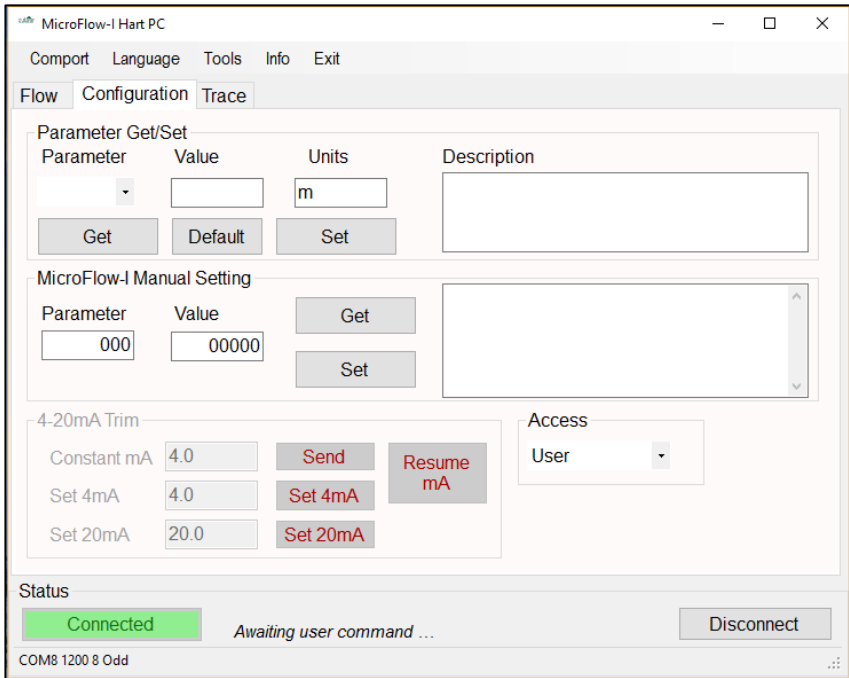 MicroFlow-I Hart PC
Comport Language Tools Info Exit
Flow Configuration Trace
Parameter Get/Set
Parameter Value Units Description
m
Get Default Set
MicroFlow-I Manual Setting
Parameter Value Get
000 00000
Set
4-20mA Trim Access
Constant mA 4.0 Send Resume mA User
Set 4mA 4.0 Set 4mA
Set 20mA 20.0 Set 20mA
Status
Connected Awaiting user command ... Disconnect
COM8 1200 8 Odd